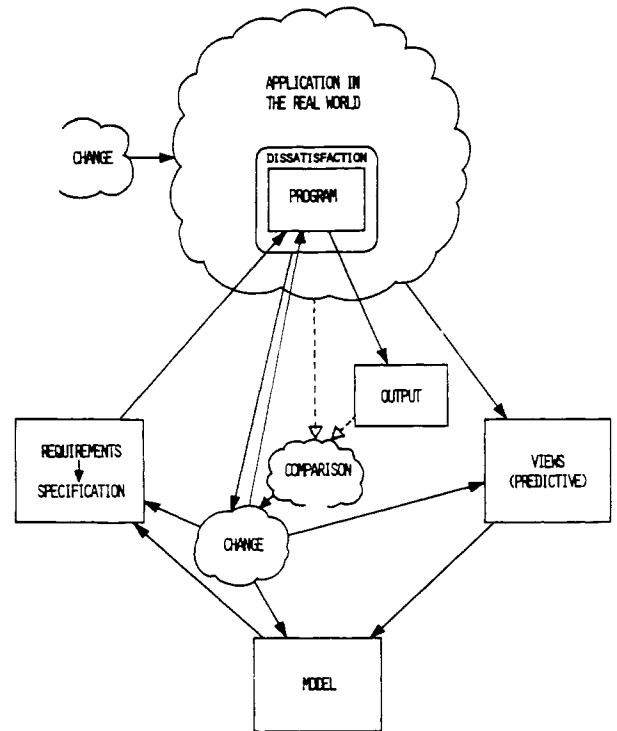 APPLICATION IN
THE REAL WORLD
CHANGE
DISSATISFACTION
PROGRAM
OUTPUT
REQUIREMENTS
SPECIFICATION
COMPARISON
VIEWS
(PREDICTIVE)
CHANGE
MODEL